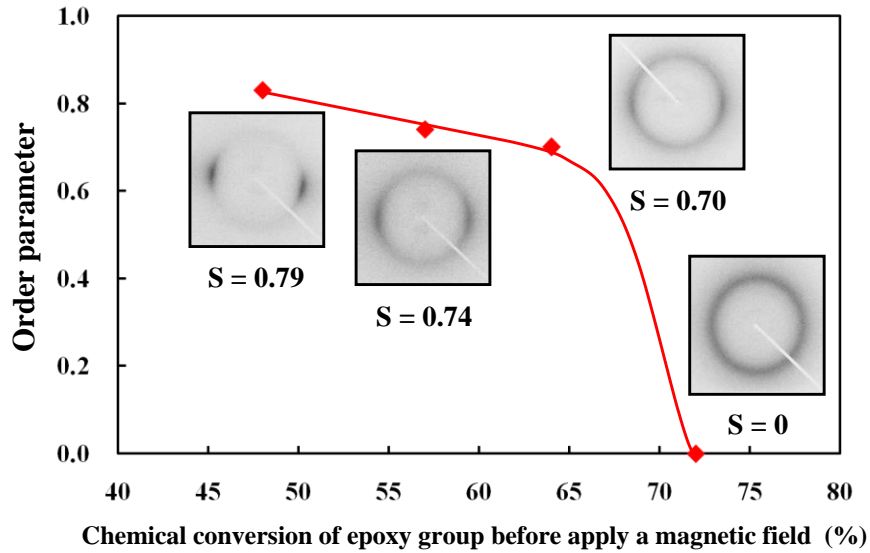 1.0
0.8
0.6
0.4
0.2
0.0
Order parameter
S = 0.79
S = 0.74
S = 0.70
S = 0
40 45 50 55 60 65 70 75 80
Chemical conversion of epoxy group before apply a magnetic field (%)